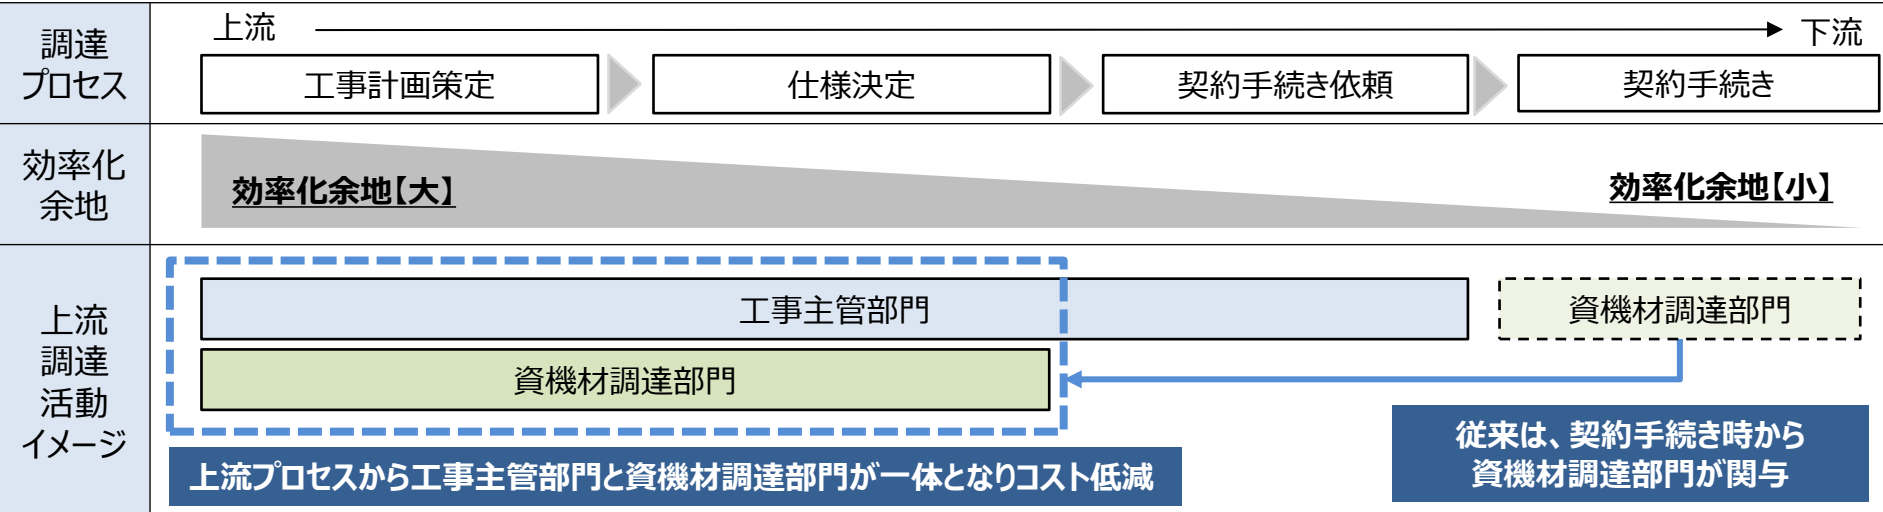 調達
プロセス
上流
下流
工事計画策定
仕様決定
契約手続き依頼
契約手続き
効率化
余地
効率化余地【大】
効率化余地【小】
上流
調達
活動
イメージ
工事主管部門
資機材調達部門
資機材調達部門
上流プロセスから工事主管部門と資機材調達部門が一体となりコスト低減
従来は、契約手続き時から
資機材調達部門が関与